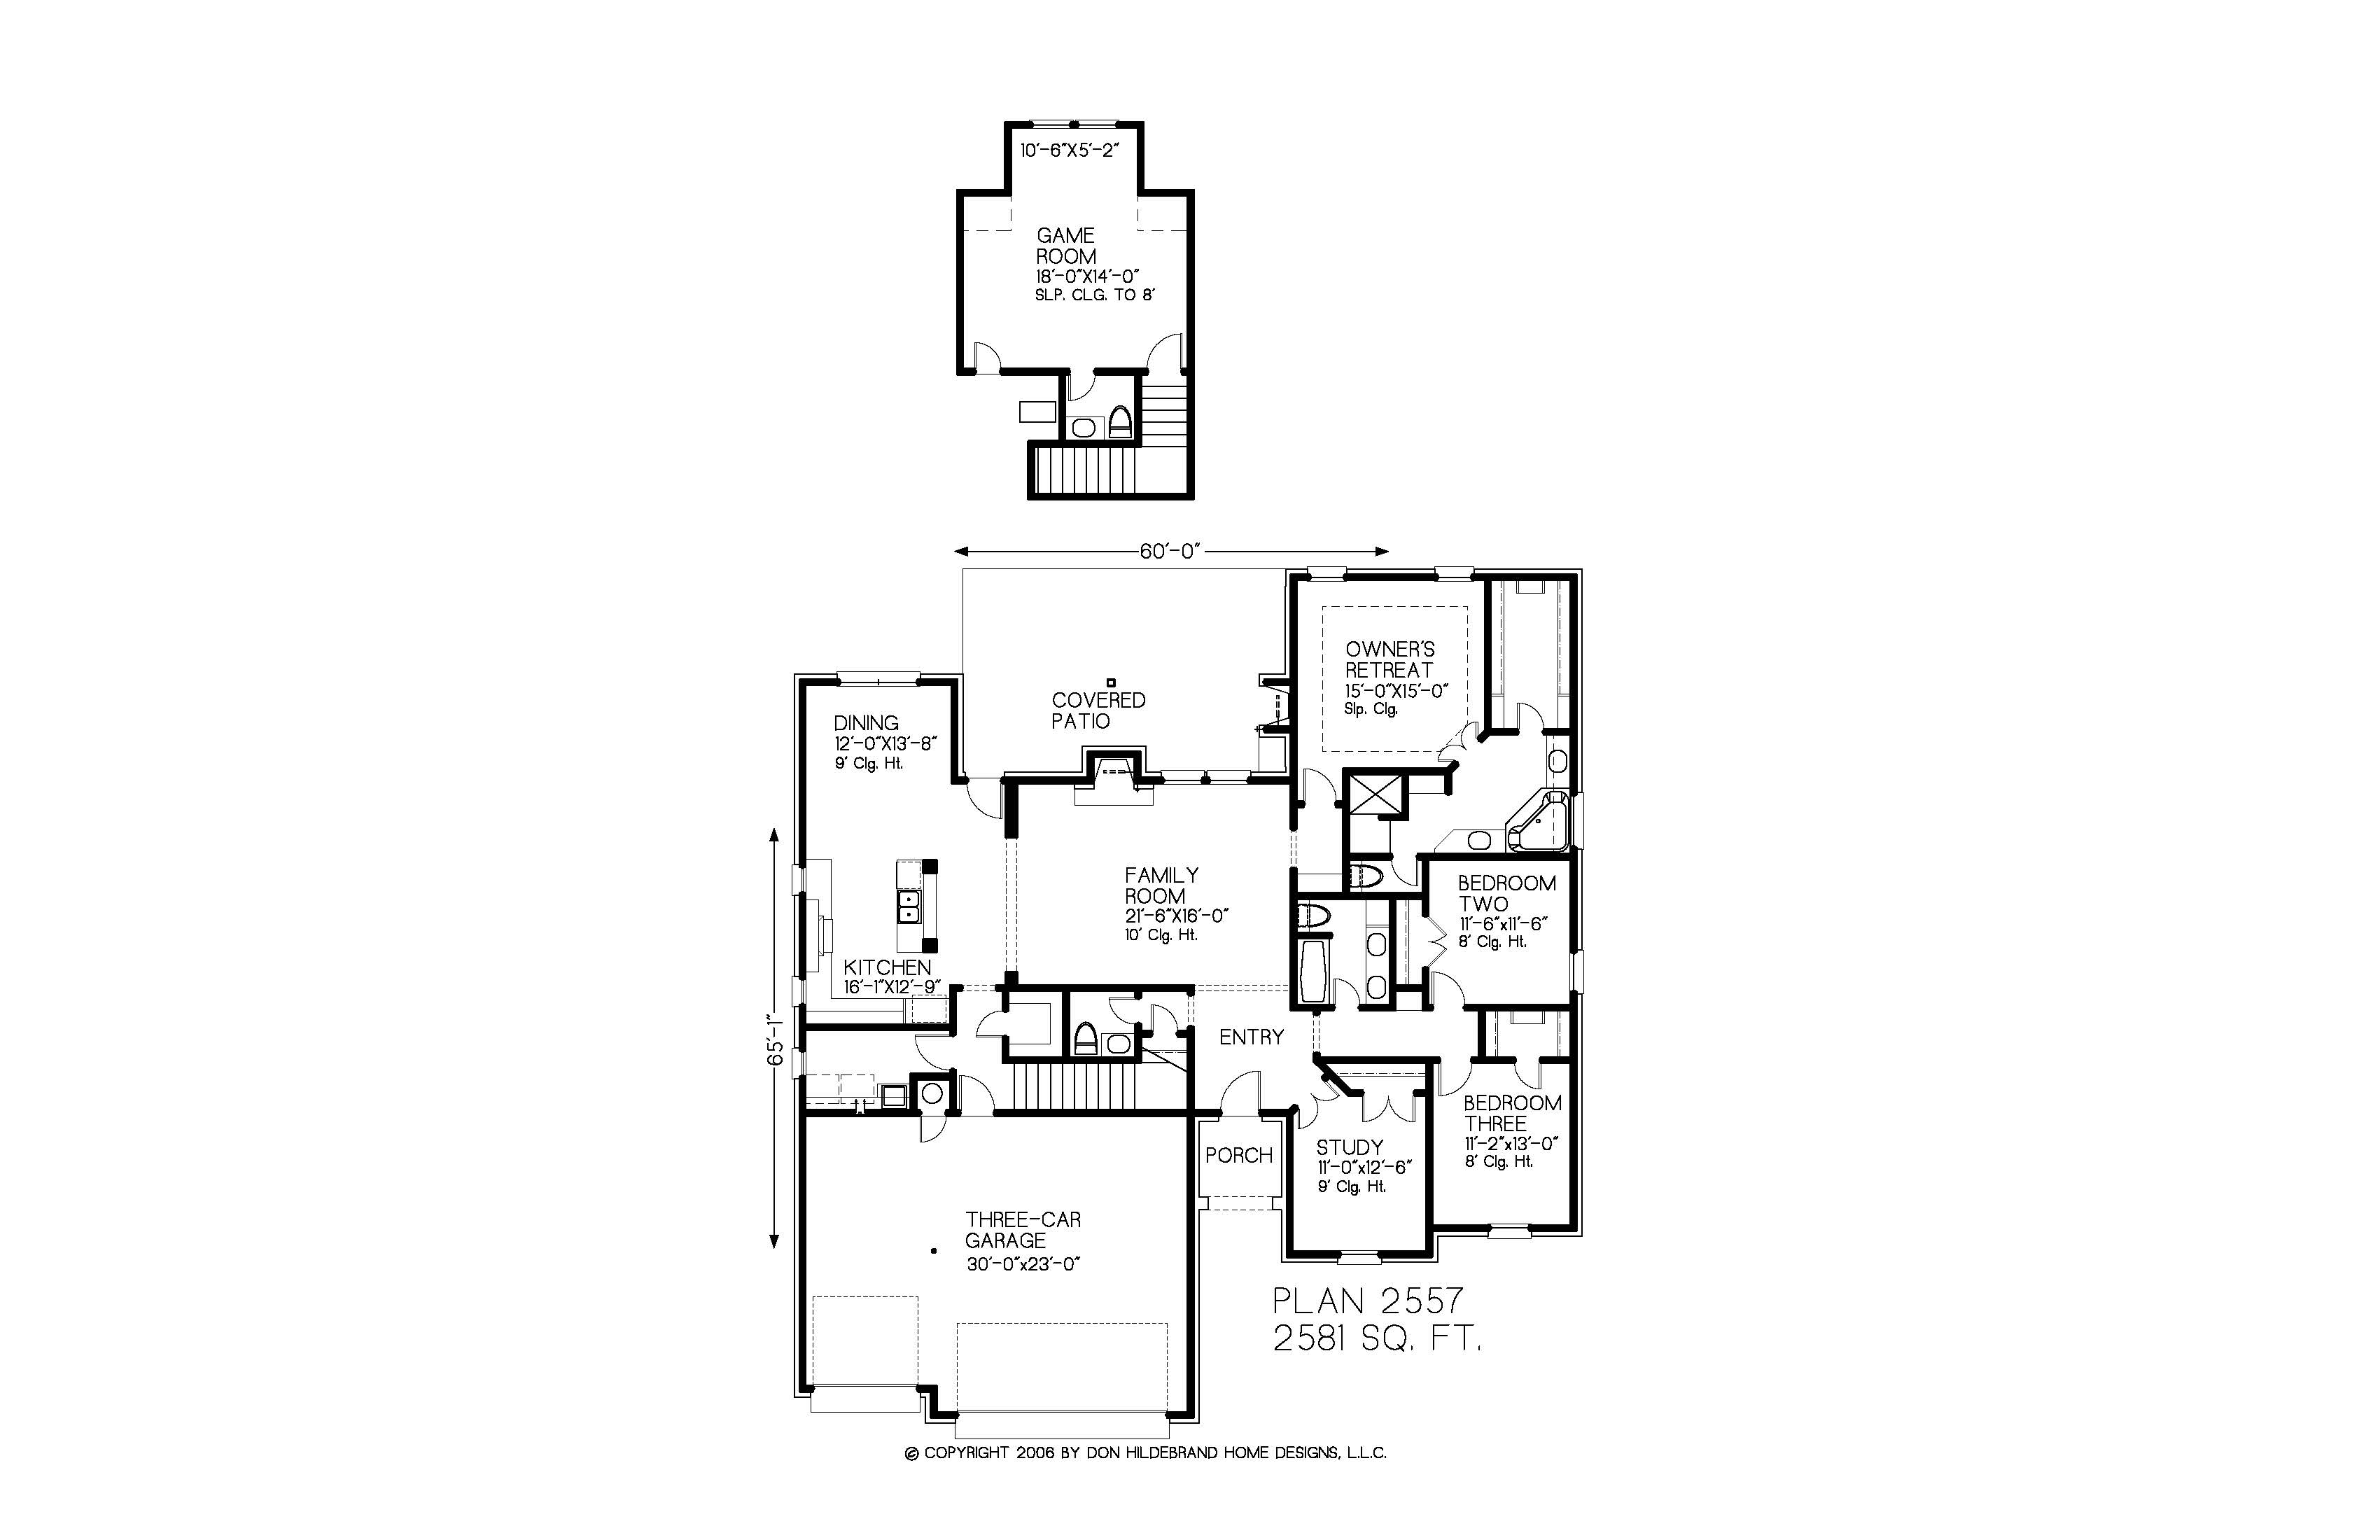 10'-6"X5'-2"
GAME
ROOM
18'-0"X14'-0"
SLP. CLG. TO 8'
60'-0"
OWNER'S
RETREAT
15'-0"X15'-0"
Slp. Clg.
COVERED
PATIO
DINING
12'-0"X13'-8"
9' Clg. Ht.
FAMILY
ROOM
21'-6"X16'-0"
10' Clg. Ht.
BEDROOM
TWO
11'-6"x11'-6"
8' Clg. Ht.
KITCHEN
16'-1"X12'-9"
65'-1"
ENTRY
BEDROOM
THREE
11'-2"x13'-0"
8' Clg. Ht.
PORCH
STUDY
11'-0"x12'-6"
9' Clg. Ht.
THREE-CAR
GARAGE
30'-0"x23'-0"
PLAN 2557
2581 SQ. FT.
© COPYRIGHT 2006 BY DON HILDEBRAND HOME DESIGNS, L.L.C.